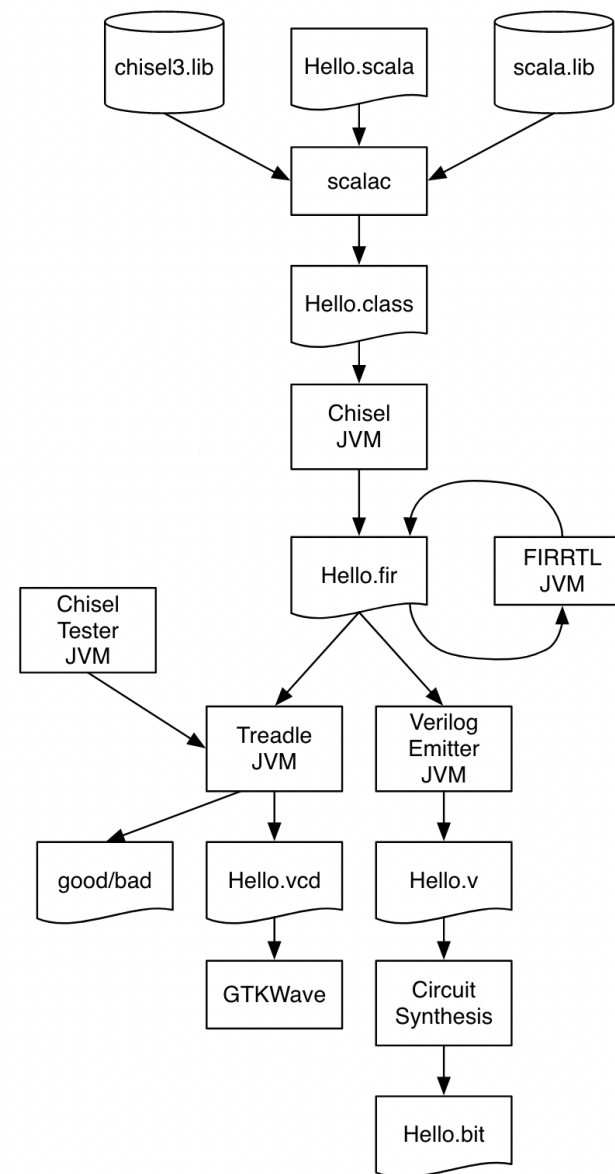 chisel3.lib
Hello.scala
scala.lib
scalac
Hello.class
Chisel
JVM
Hello.fir
FIRRTL
JVM
Chisel
Tester
JVM
Treadle
JVM
Verilog
Emitter
JVM
good/bad
Hello.vcd
Hello.v
GTKWave
Circuit
Synthesis
Hello.bit